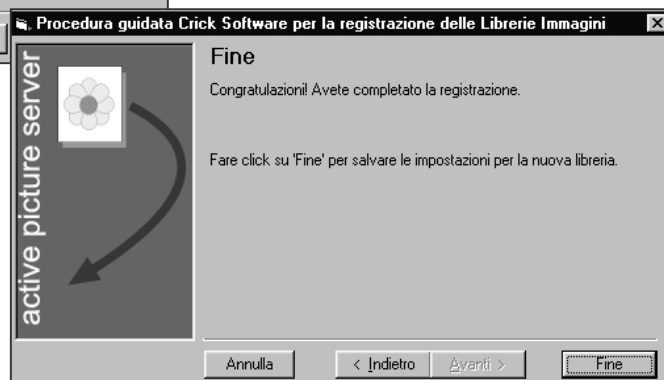 Procedura guidata Crick Software per la registrazione delle Librerie Immagini
active picture server
Fine
Congratulazioni! Avete completato la registrazione.
Fare click su 'Fine' per salvare le impostazioni per la nuova libreria.
Annulla
< Indietro
Avanti >
Fine